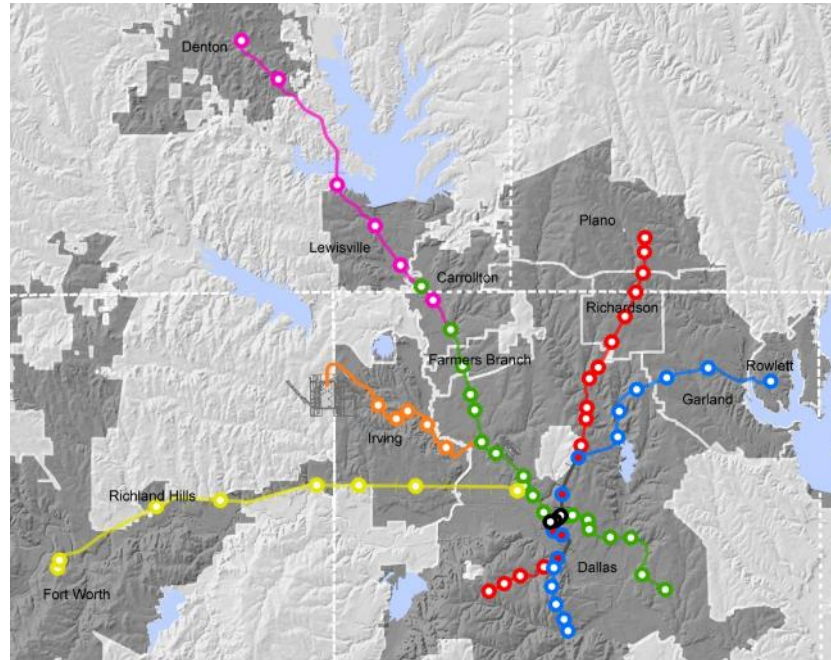 Denton
Plano
Lewisville
Carrollton
Richardson
Farmers Branch
Rowlett
Garland
Irving
Richland Hills
Dallas
Fort Worth